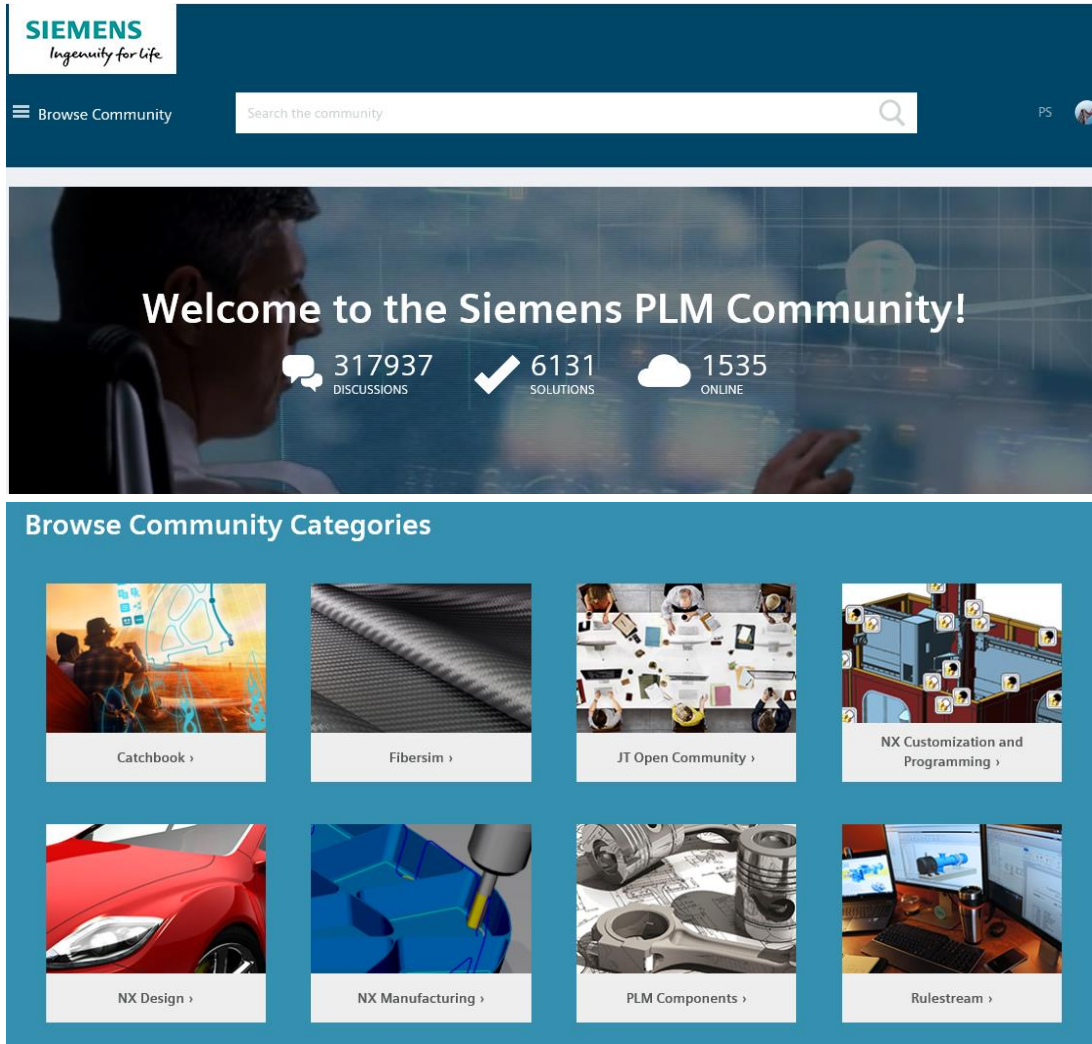 SIEMENS
Ingenuity for life
Browse Community
Search the community
PS
Welcome to the Siemens PLM Community!
317937
DISCUSSIONS
6131
SOLUTIONS
1535
ONLINE
Browse Community Categories
Catchbook ›
Fibersim ›
JT Open Community ›
NX Customization and
Programming ›
NX Design ›
NX Manufacturing ›
PLM Components ›
Rulestream ›